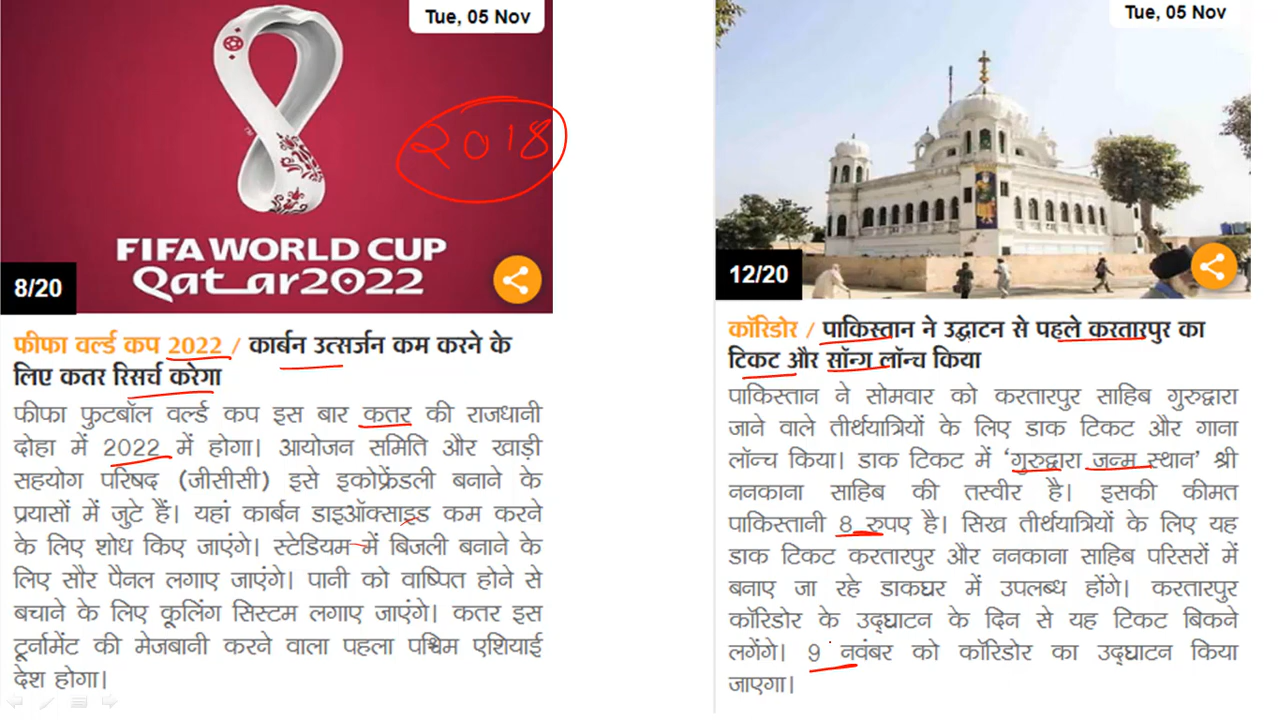 Tue, 05 Nov
2018
FIFA WORLD CUP
Qatar2022
8/20
फीफा वर्ल्ड कप 2022 / कार्बन उत्सर्जन कम करने के
लिए कतर रिसर्च करेगा
फीफा फुटबॉल वर्ल्ड कप इस बार कतर की राजधानी
दोहा में 2022 में होगा। आयोजन समिति और खाड़ी
सहयोग परिषद (जीसीसी) इसे इकोफ्रेंडली बनाने के
प्रयासों में जुटे हैं। यहां कार्बन डाइऑक्साइड कम करने
के लिए शोध किए जाएंगे। स्टेडियम में बिजली बनाने के
लिए सौर पैनल लगाए जाएंगे। पानी को वाष्पित होने से
बचाने के लिए कूलिंग सिस्टम लगाए जाएंगे। कतर इस
टूर्नामेंट की मेजबानी करने वाला पहला पश्चिम एशियाई
देश होगा।
Tue, 05 Nov
12/20
कॉरिडोर / पाकिस्तान ने उद्घाटन से पहले करतारपुर का
टिकट और सॉन्ग लॉन्च किया
पाकिस्तान ने सोमवार को करतारपुर साहिब गुरुद्वारा
जाने वाले तीर्थयात्रियों के लिए डाक टिकट और गाना
लॉन्च किया। डाक टिकट में ‘गुरुद्वारा जन्म स्थान’ श्री
ननकाना साहिब की तस्वीर है। इसकी कीमत
पाकिस्तानी 8 रुपए है। सिख तीर्थयात्रियों के लिए यह
डाक टिकट करतारपुर और ननकाना साहिब परिसरों में
बनाए जा रहे डाकघर में उपलब्ध होंगे। करतारपुर
कॉरिडोर के उद्घाटन के दिन से यह टिकट बिकने
लगेंगे। 9 नवंबर को कॉरिडोर का उद्घाटन किया
जाएगा।